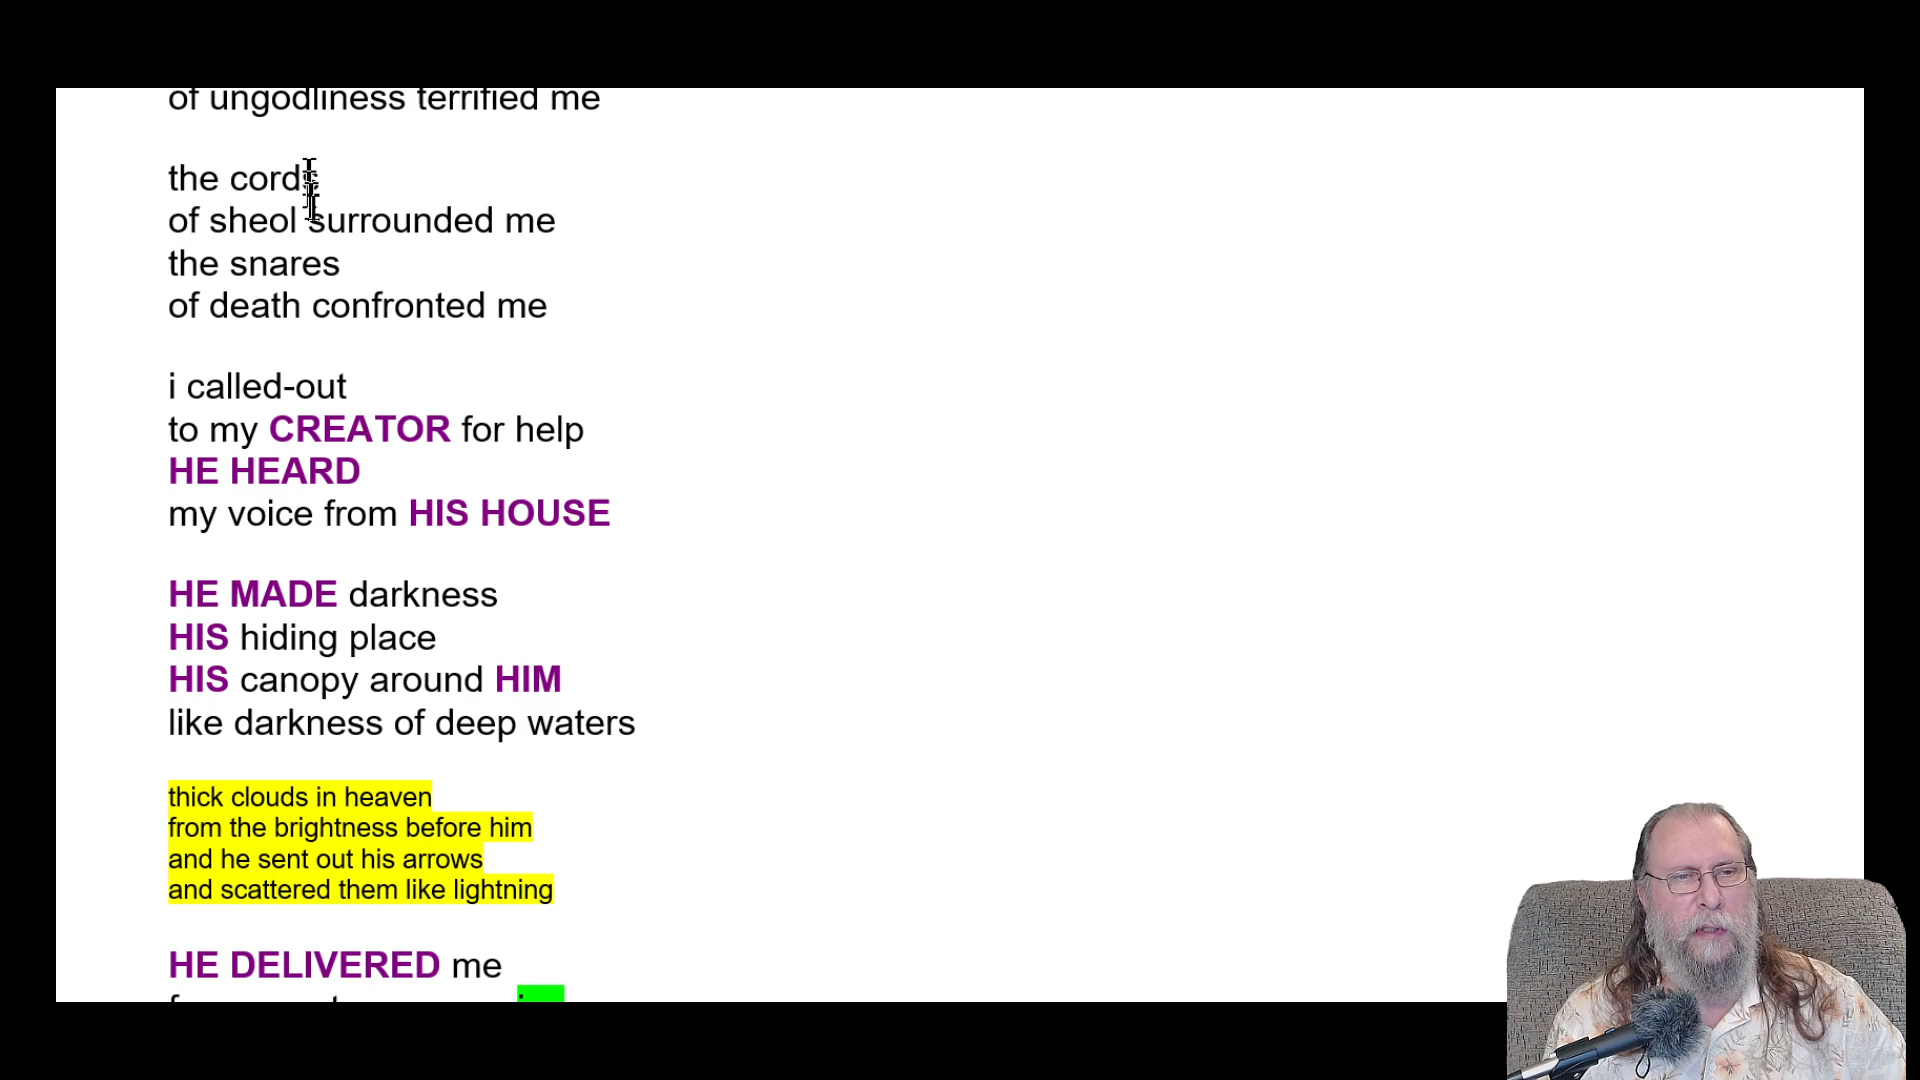 of ungodliness terrified me
the cords
of sheol surrounded me
the snares
of death confronted me
i called-out
to my CREATOR for help
HE HEARD
my voice from HIS HOUSE
HE MADE darkness
HIS hiding place
HIS canopy around HIM
like darkness of deep waters
thick clouds in heaven
from the brightness before him
and he sent out his arrows
and scattered them like lightning
HE DELIVERED me